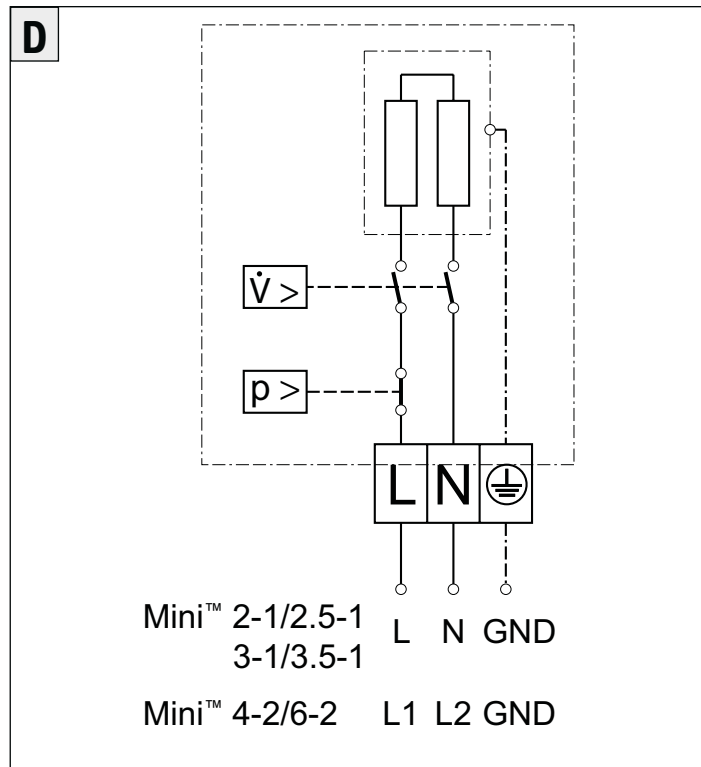 D
V̇ >
p >
L N
Mini™ 2-1/2.5-1 L N GND
3-1/3.5-1
Mini™ 4-2/6-2 L1 L2 GND